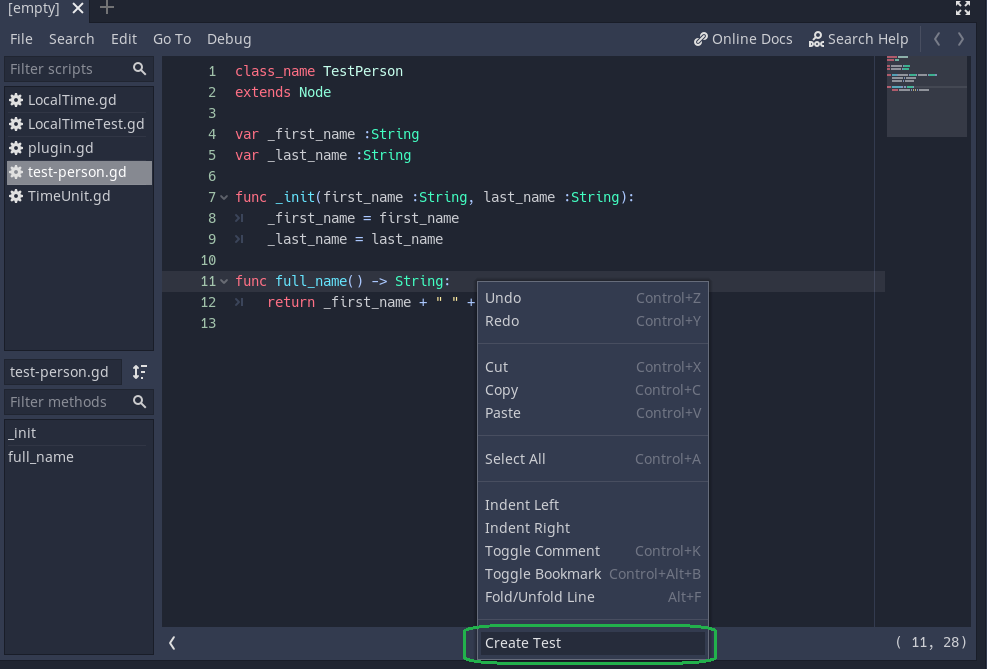 [empty]
File Search Edit Go To Debug Online Docs Search Help
Filter scripts
LocalTime.gd
LocalTimeTest.gd
plugin.gd
test-person.gd
TimeUnit.gd
test-person.gd
Filter methods
_init
full_name
1 class_name TestPerson
2 extends Node
3
4 var _first_name :String
5 var _last_name :String
6
7 func _init(first_name :String, last_name :String):
8 _first_name = first_name
9 _last_name = last_name
10
11 func full_name() -> String:
12 return _first_name + " " +
13
Undo Control+Z
Redo Control+Y
Cut Control+X
Copy Control+C
Paste Control+V
Select All Control+A
Indent Left
Indent Right
Toggle Comment Control+K
Toggle Bookmark Control+Alt+B
Fold/Unfold Line Alt+F
Create Test
( 11, 28)